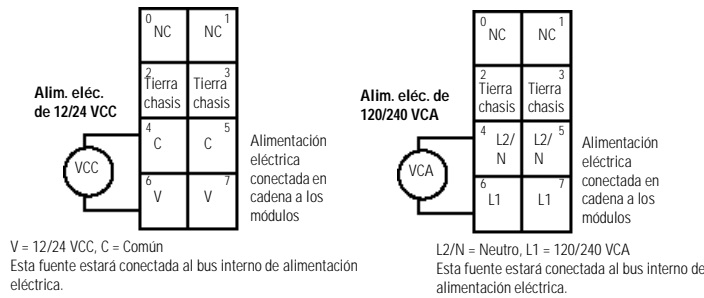 0 NC NC 1
2 Tierra chasis Tierra chasis 3
Alim. eléc.
de 12/24 VCC
4 C C 5
VCC
6 V V 7
Alimentación
eléctrica
conectada en
cadena a los
módulos
V = 12/24 VCC, C = Común
Esta fuente estará conectada al bus interno de alimentación
eléctrica.
0 NC NC 1
2 Tierra chasis Tierra chasis 3
Alim. eléc. de
120/240 VCA
4 L2/N L2/N 5
VCA
6 L1 L1 7
Alimentación
eléctrica
conectada en
cadena a los
módulos
L2/N = Neutro, L1 = 120/240 VCA
Esta fuente estará conectada al bus interno de
alimentación eléctrica.